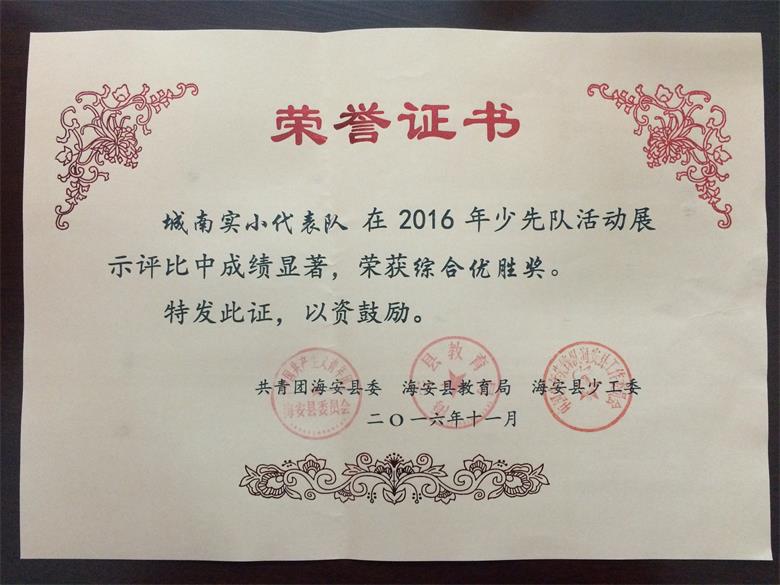 荣誉证书
城南实小代表队 在 2016 年少先队活动展
示评比中成绩显著，荣获综合优胜奖。
特发此证，以资鼓励。
共青团海安县委 海安县教育局 海安县少工委
二〇一六年十一月